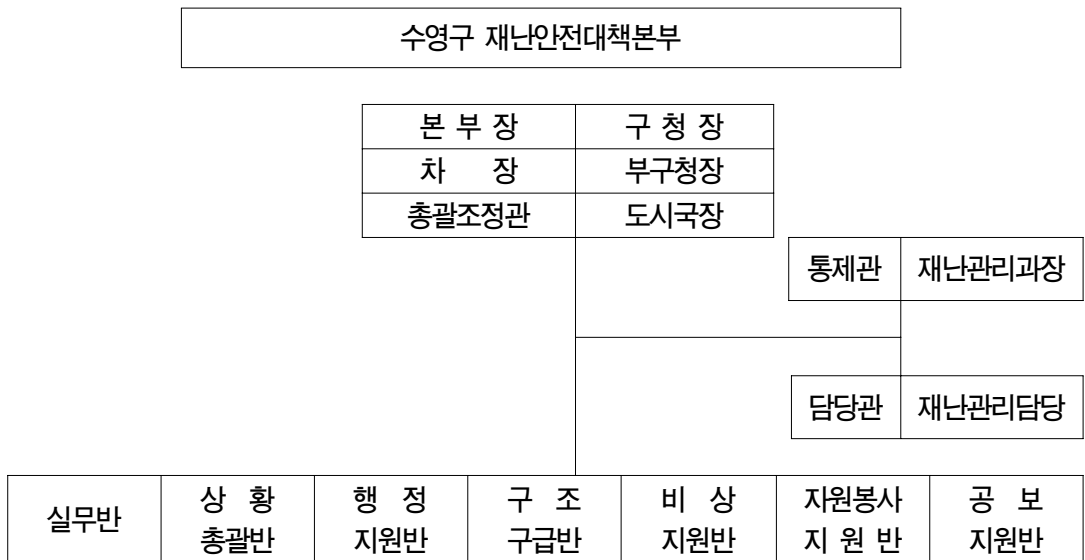 수영구 재난안전대책본부
본 부 장 구 청 장
차 장 부구청장
총괄조정관 도시국장
통제관 재난관리과장
담당관 재난관리담당
실무반
상 황
총괄반
행 정
지원반
구 조
구급반
비 상
지원반
자원봉사
지 원 반
공 보
지원반